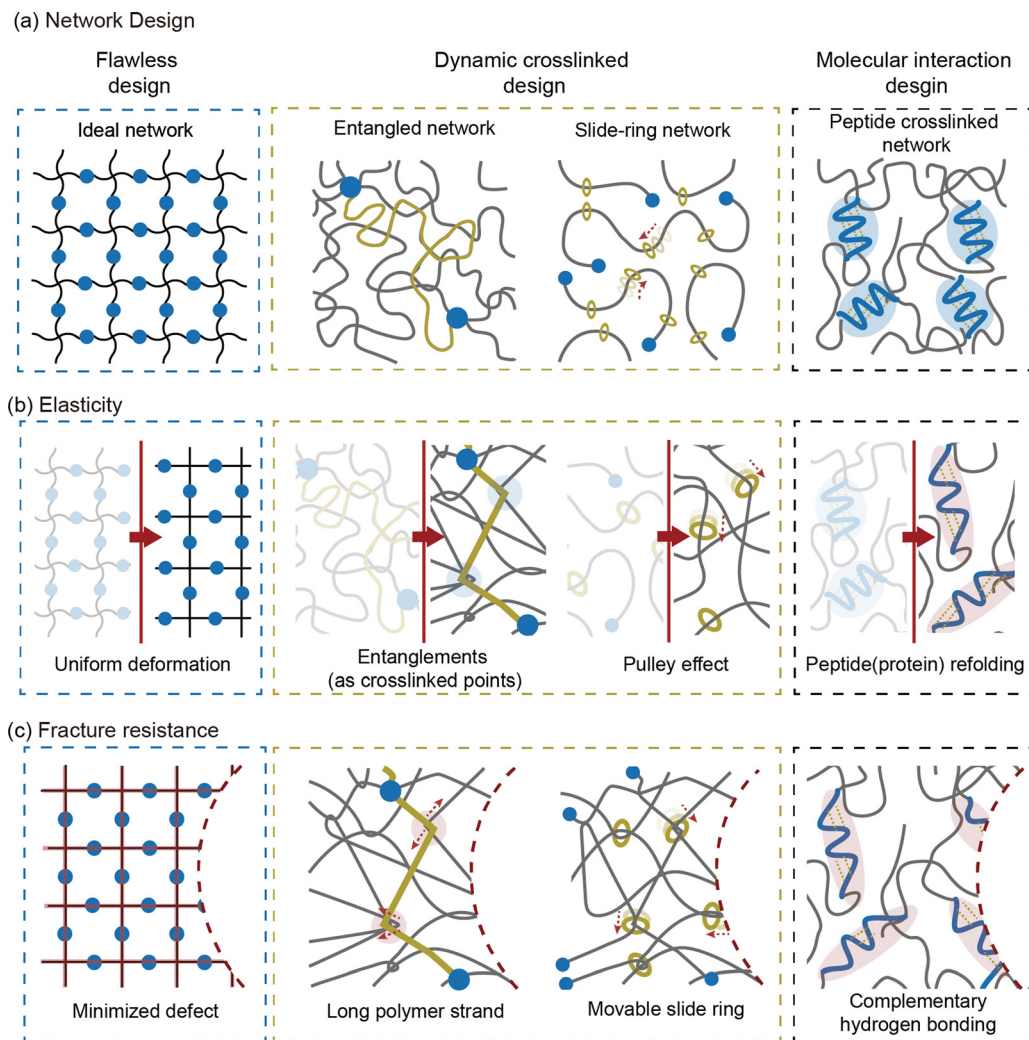 (a) Network Design
Flawless
design
Dynamic crosslinked
design
Molecular interaction
desgin
Ideal network
Entangled network
Slide-ring network
Peptide crosslinked
network
(b) Elasticity
Uniform deformation
Entanglements
(as crosslinked points)
Pulley effect
Peptide(protein) refolding
(c) Fracture resistance
Minimized defect
Long polymer strand
Movable slide ring
Complementary
hydrogen bonding